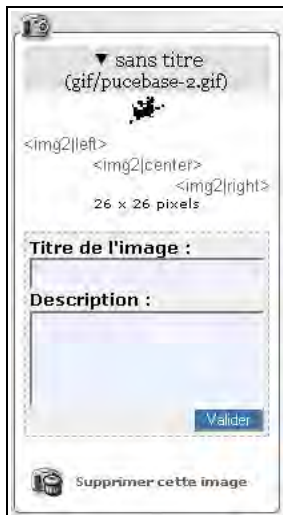 ▼ sans titre
(gif/pucebase-2.gif)
<img2|left>
<img2|center>
<img2|right>
26 x 26 pixels
Titre de l'image :
Description :
Valider
Supprimer cette image